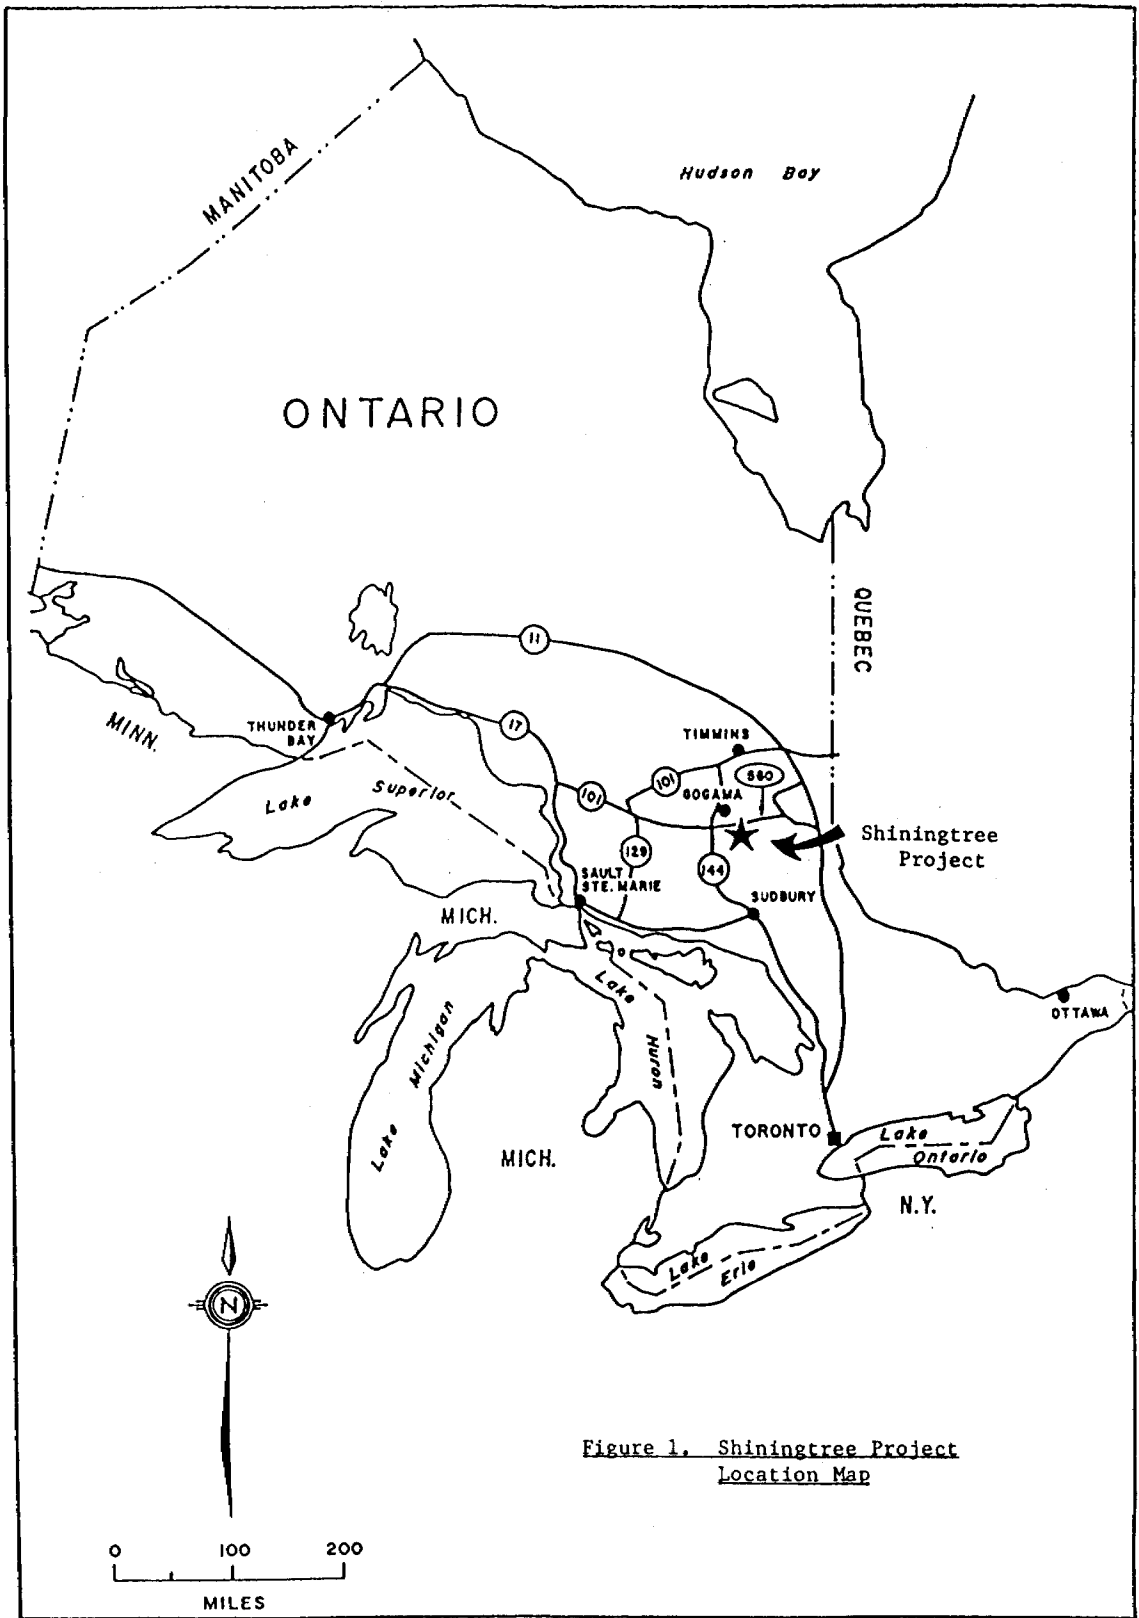 Hudson Bay
MANITOBA
ONTARIO
QUEBEC
11
MINN.
THUNDER
BAY
17
TIMMINS
560
101
101
GOGAMA
Lake Superior
Shiningtree
Project
129
144
SAULT
STE. MARIE
SUDBURY
MICH.
Lake
Huron
OTTAWA
Lake Michigan
TORONTO
Lake
Ontario
MICH.
N.Y.
Lake
Erie
N
Figure 1. Shiningtree Project
Location Map
0 100 200
MILES